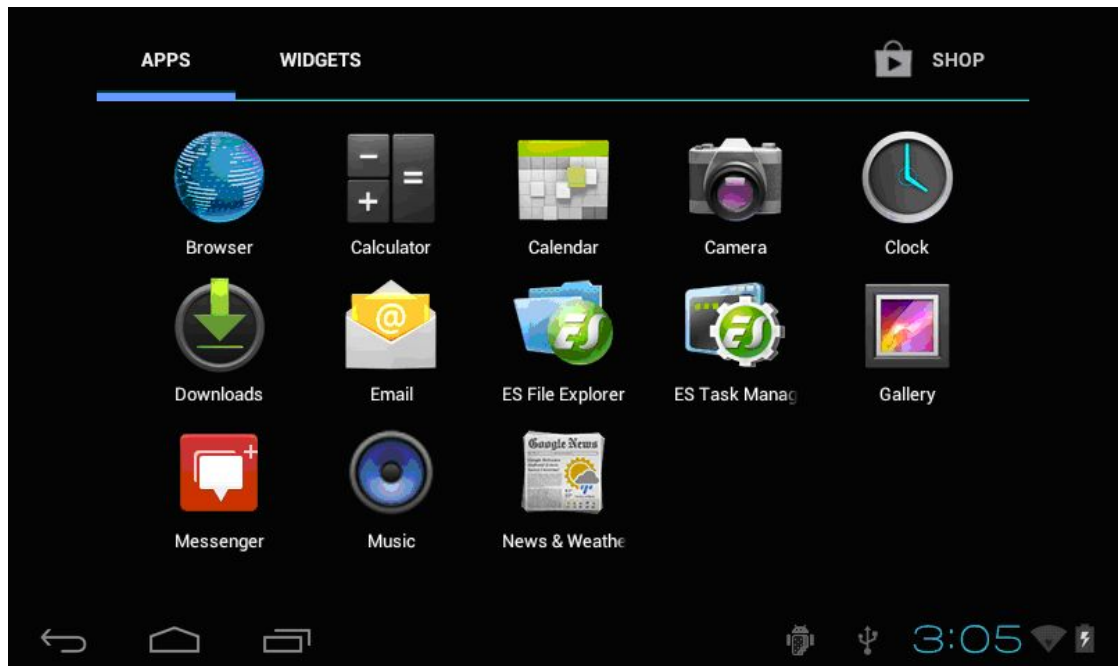 APPS WIDGETS SHOP
Browser Calculator Calendar Camera Clock
@
Downloads Email ES File Explorer ES Task Manag Gallery
Google News
Messenger Music News & Weathe
3:05